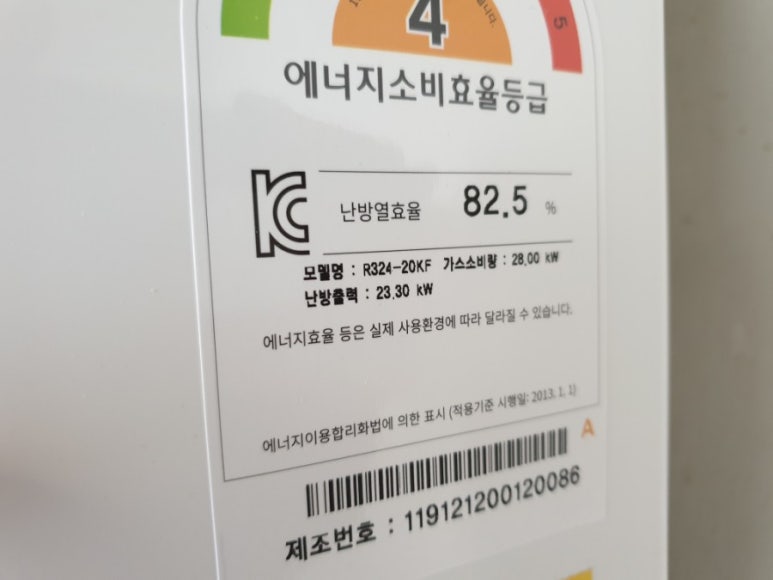 4
5
에너지소비효율등급
난방열효율 82.5 %
모델명 : R324-20KF 가스소비량 : 28.00 kW
난방출력 : 23.30 kW
에너지효율 등은 실제 사용환경에 따라 달라질 수 있습니다.
에너지이용합리화법에 의한 표시 (적용기준 시행일: 2013. 1. 1)
A
제조번호 : 119121200120086